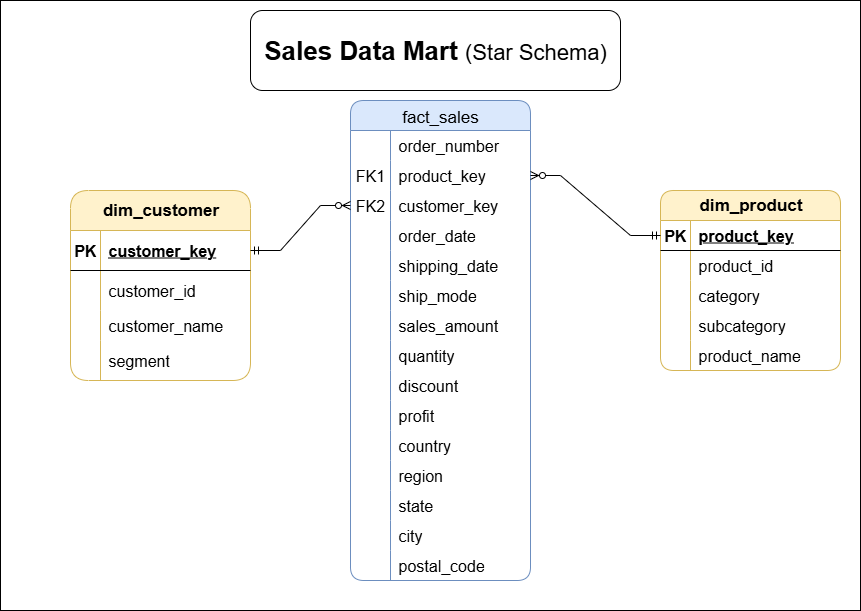 Sales Data Mart (Star Schema)
fact_sales
order_number
FK1 product_key
FK2 customer_key
order_date
shipping_date
ship_mode
sales_amount
quantity
discount
profit
country
region
state
city
postal_code
dim_customer
PK customer_key
customer_id
customer_name
segment
dim_product
PK product_key
product_id
category
subcategory
product_name